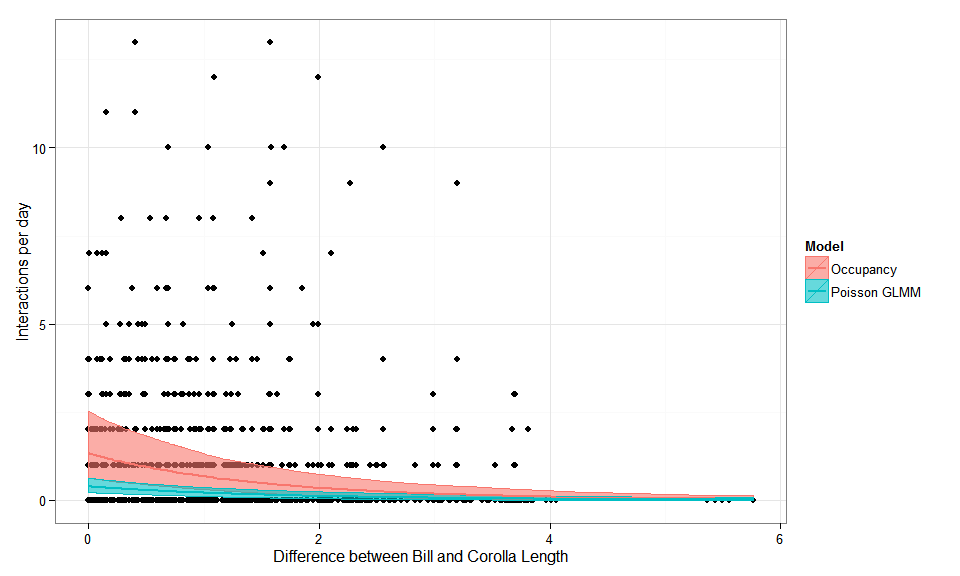 Interactions per day
10
5
0
0 2 4 6
Difference between Bill and Corolla Length
Model
Occupancy
Poisson GLMM